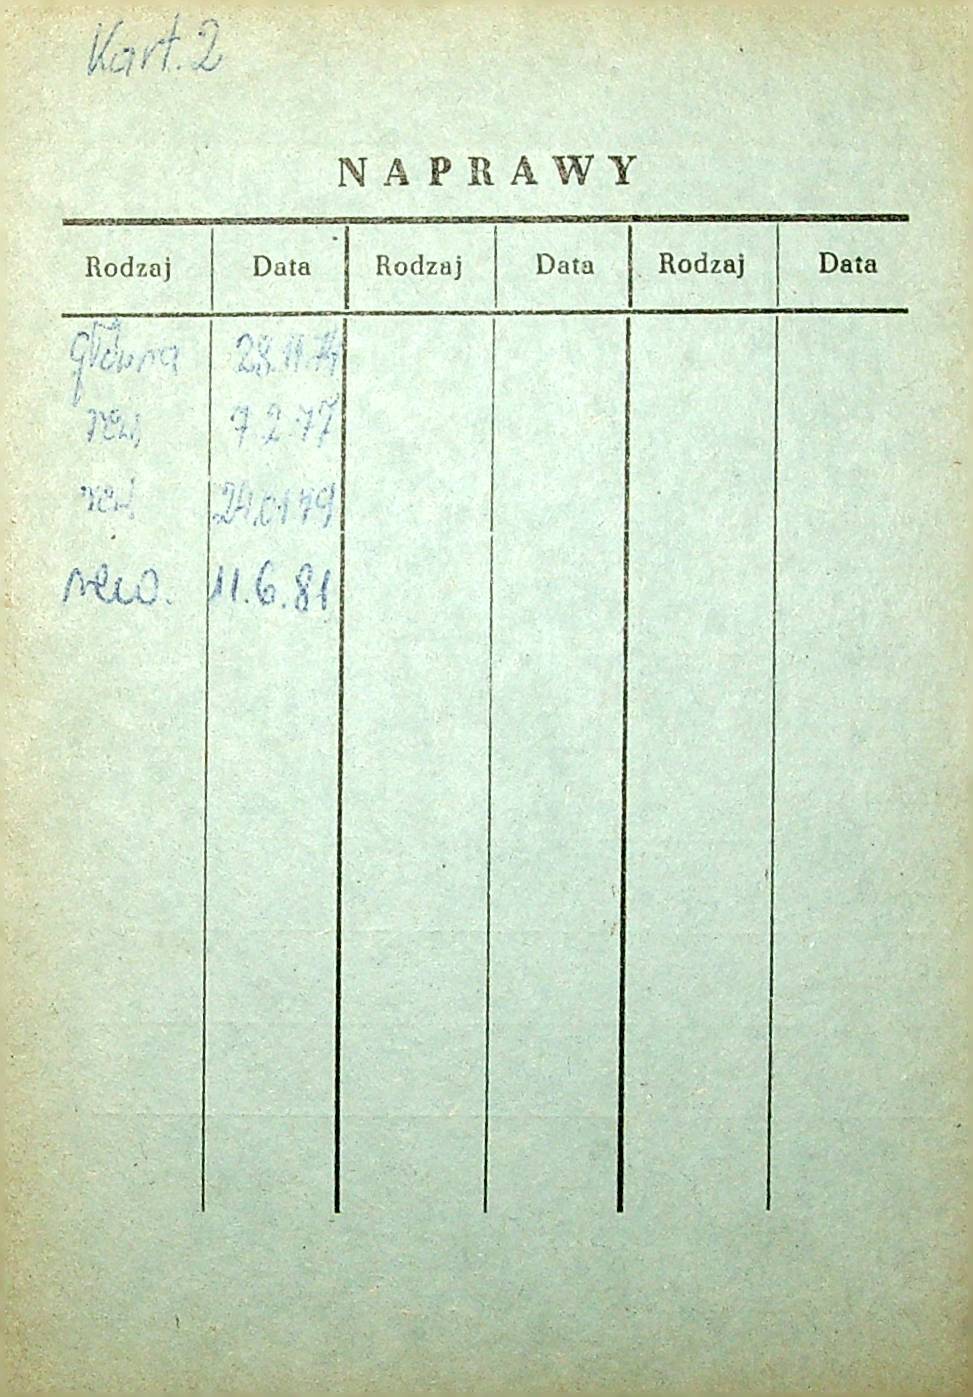 Kart. 2
NAPRAWY
Rodzaj Data Rodzaj Data Rodzaj Data
główna 28.11.74
rew. 7.2.77
rew. 24.01.79
rew. 11.6.81